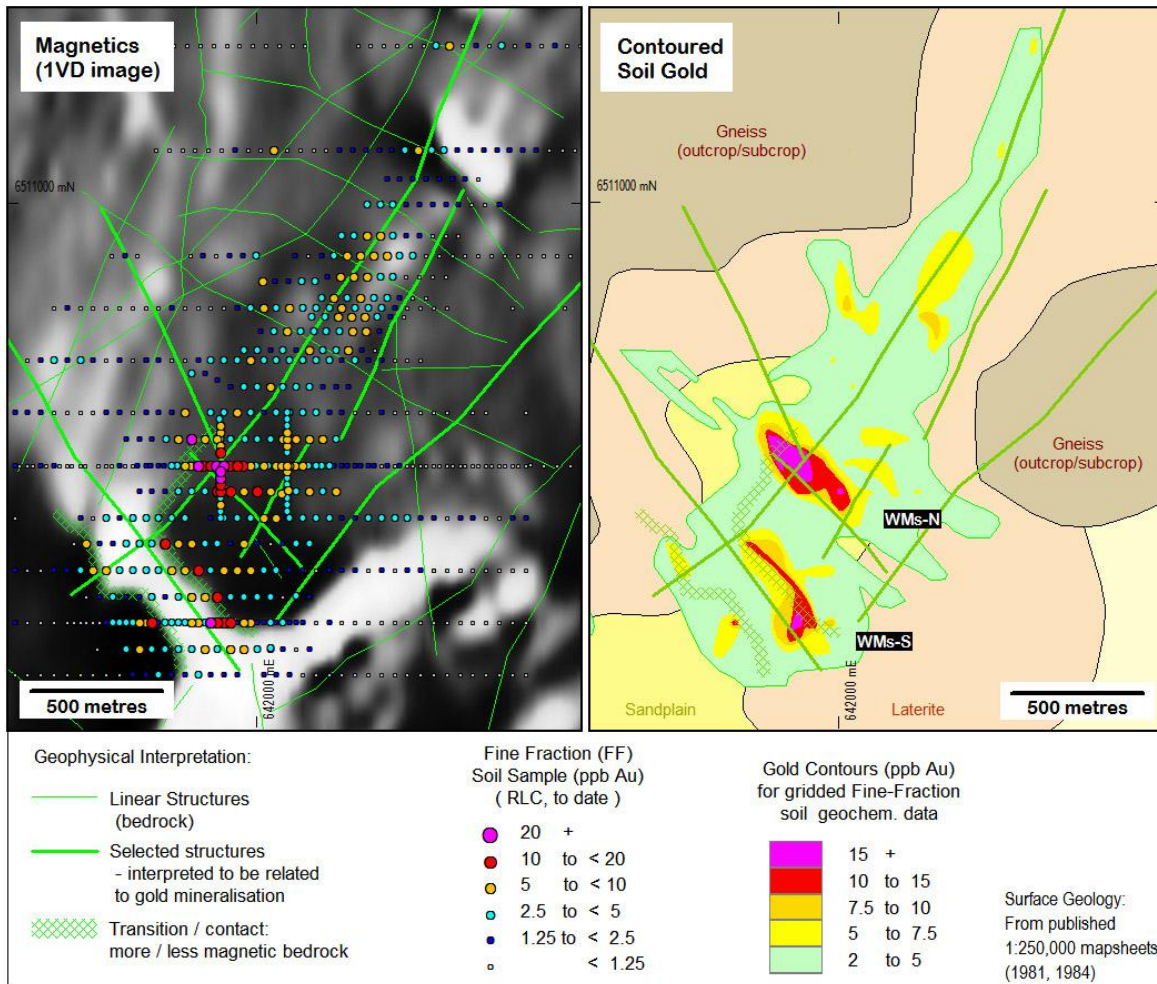 Magnetics
(1VD image)
6511000 mN
642000 mE
500 metres
Contoured
Soil Gold
Gneiss
(outcrop/subcrop)
6511000 mN
Gneiss
(outcrop/subcrop)
WMs-N
WMs-S
642000 mE
Sandplain
Laterite
500 metres
Geophysical Interpretation:
Linear Structures
(bedrock)
Selected structures
- interpreted to be related
to gold mineralisation
Transition / contact:
more / less magnetic bedrock
Fine Fraction (FF)
Soil Sample (ppb Au)
( RLC, to date )
20 +
10 to < 20
5 to < 10
2.5 to < 5
1.25 to < 2.5
< 1.25
Gold Contours (ppb Au)
for gridded Fine-Fraction
soil geochem. data
15 +
10 to 15
7.5 to 10
5 to 7.5
2 to 5
Surface Geology:
From published
1:250,000 mapsheets
(1981, 1984)